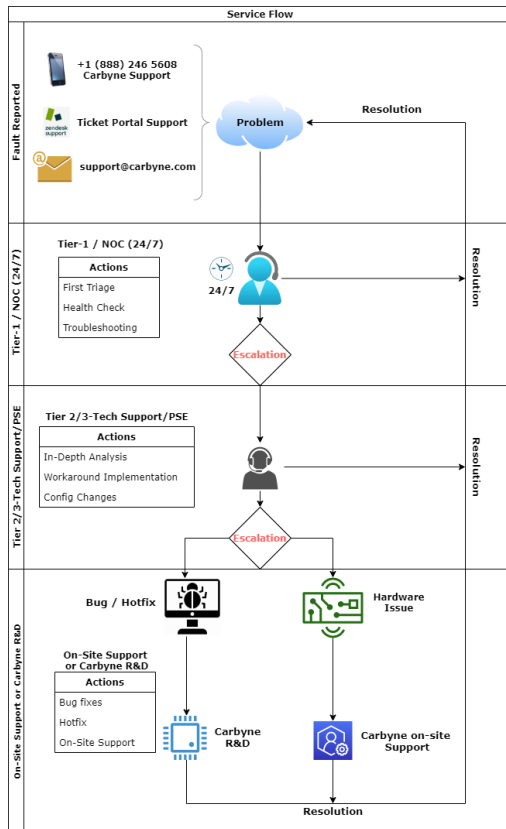 Service Flow
Fault Reported
+1 (888) 246 5608
Carbyne Support
zendesk
support
Ticket Portal Support
@
support@carbyne.com
Problem
Resolution
Tier-1 / NOC (24/7)
Tier-1 / NOC (24/7)
Actions
First Triage
Health Check
Troubleshooting
24/7
Resolution
Escalation
Tier 2/3-Tech Support/PSE
Tier 2/3-Tech Support/PSE
Actions
In-Depth Analysis
Workaround Implementation
Config Changes
Resolution
Escalation
On-Site Support or Carbyne R&D
Bug / Hotfix
Hardware
Issue
On-Site Support
or Carbyne R&D
Actions
Bug fixes
Hotfix
On-Site Support
Carbyne
R&D
Carbyne on-site
Support
Resolution